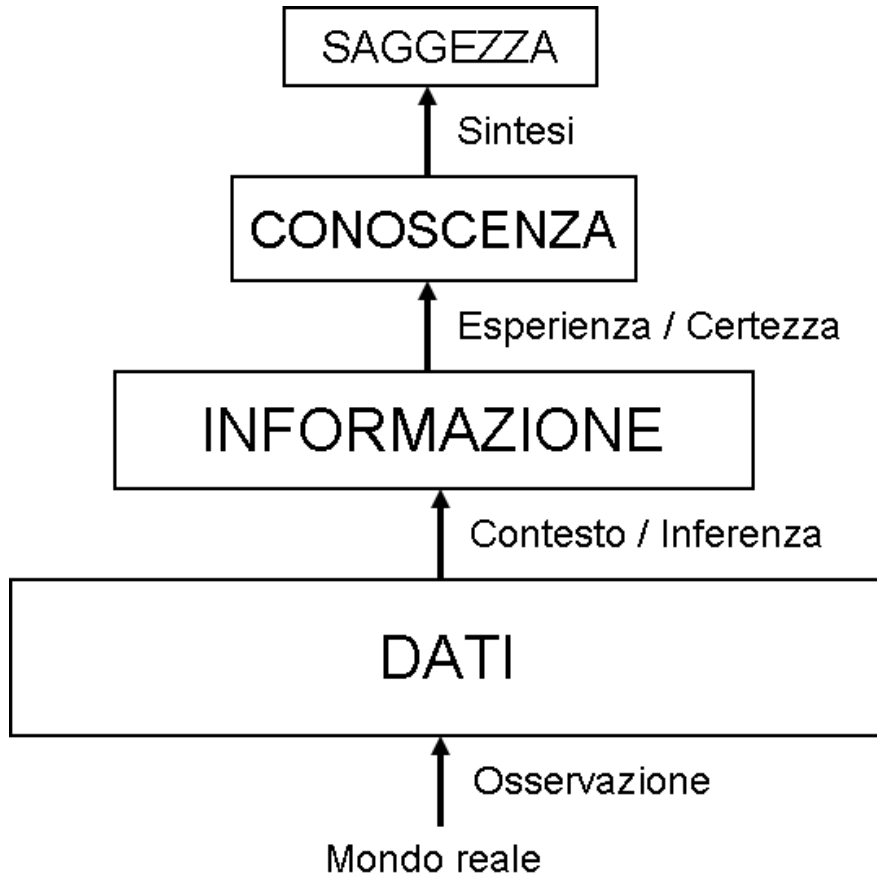 SAGGEZZA
Sintesi
CONOSCENZA
Esperienza / Certezza
INFORMAZIONE
Contesto / Inferenza
DATI
Osservazione
Mondo reale